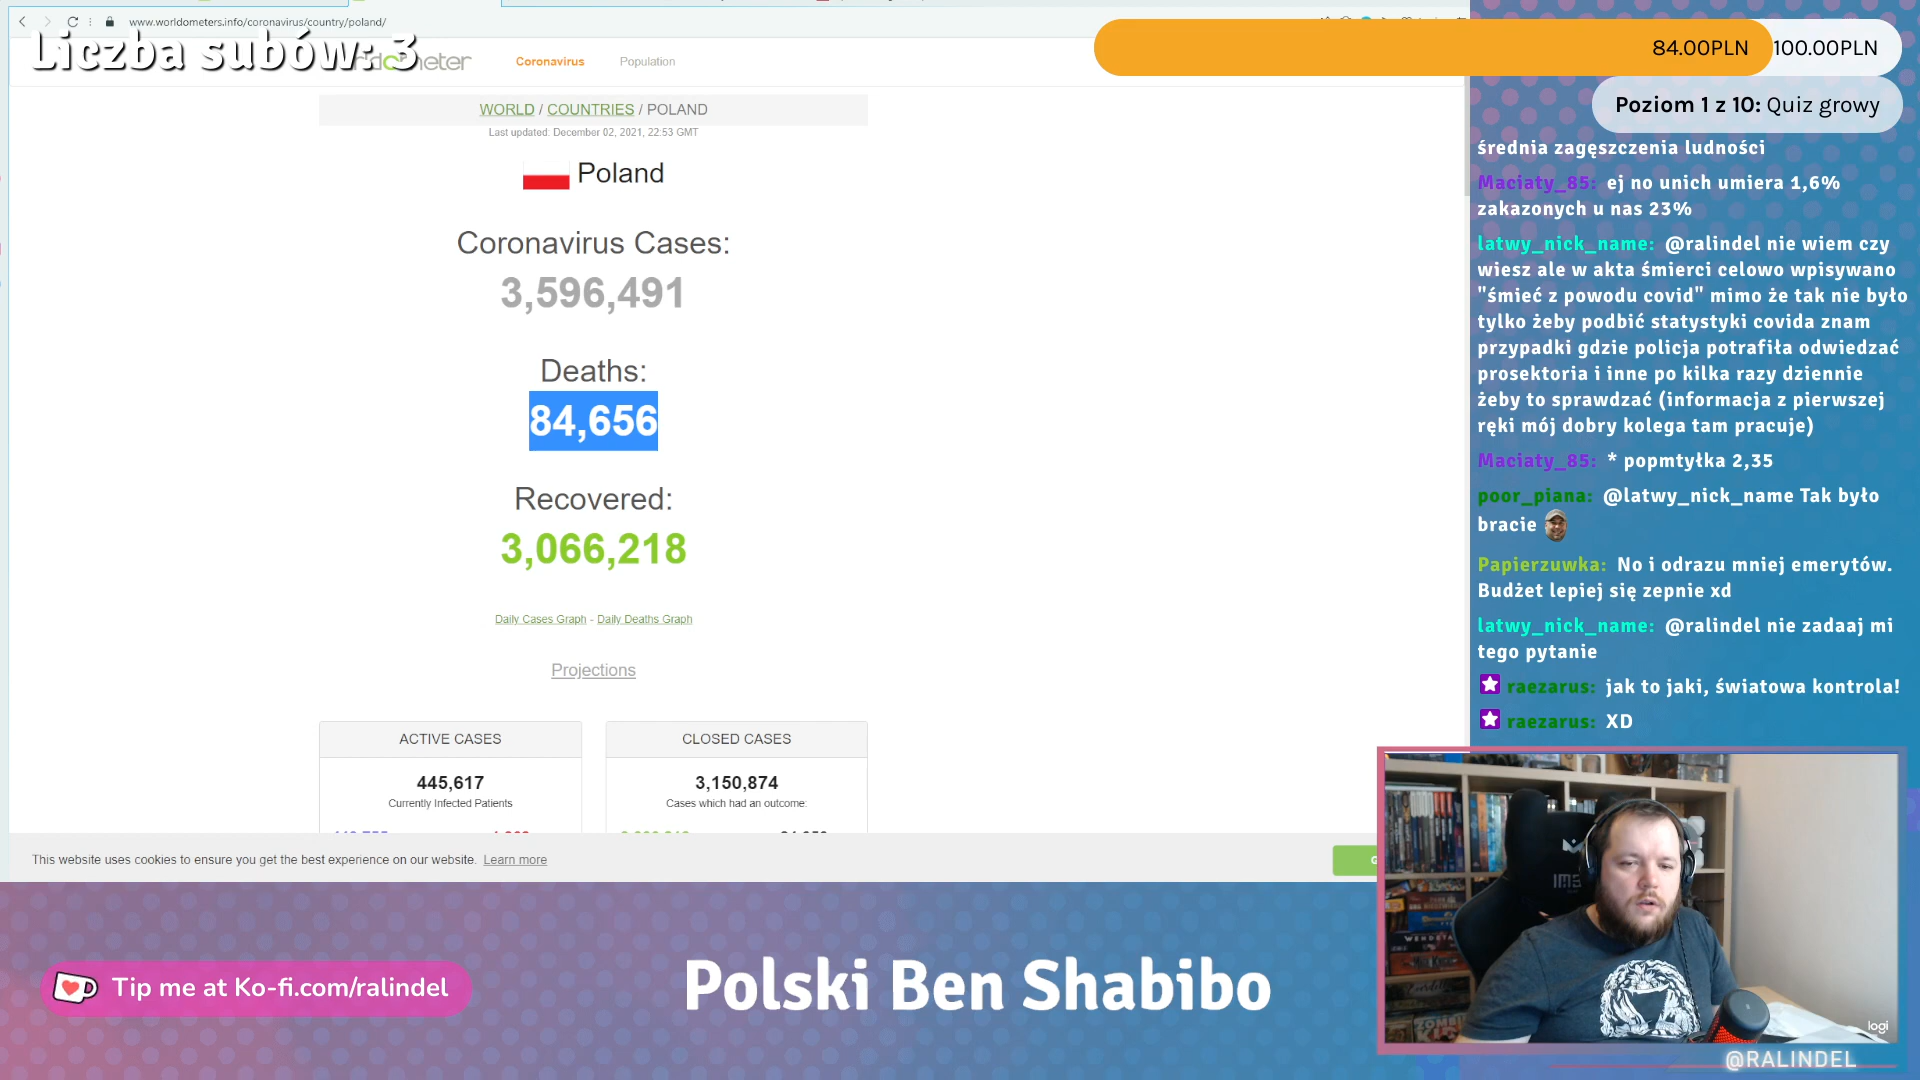 www.worldometers.info/coronavirus/country/poland/
Liczba subów: 3
Coronavirus
Population
WORLD / COUNTRIES / POLAND
Last updated: December 02, 2021, 22:53 GMT
Poland
Coronavirus Cases:
3,596,491
Deaths:
84,656
Recovered:
3,066,218
Daily Cases Graph - Daily Deaths Graph
Projections
ACTIVE CASES
445,617
Currently Infected Patients
CLOSED CASES
3,150,874
Cases which had an outcome:
This website uses cookies to ensure you get the best experience on our website. Learn more
84.00PLN
100.00PLN
Poziom 1 z 10: Quiz growy
średnia zagęszczenia ludności
Maciaty_85: ej no unich umiera 1,6%
zakazonych u nas 23%
latwy_nick_name: @ralindel nie wiem czy
wiesz ale w akta śmierci celowo wpisywano
"śmieć z powodu covid" mimo że tak nie było
tylko żeby podbić statystyki covida znam
przypadki gdzie policja potrafiła odwiedzać
prosektoria i inne po kilka razy dziennie
żeby to sprawdzać (informacja z pierwszej
ręki mój dobry kolega tam pracuje)
Maciaty_85: * popmtyłka 2,35
poor_piana: @latwy_nick_name Tak było
bracie
Papierzuwka: No i odrazu mniej emerytów.
Budżet lepiej się zepnie xd
latwy_nick_name: @ralindel nie zadaaj mi
tego pytanie
raezarus: jak to jaki, światowa kontrola!
raezarus: XD
Tip me at Ko-fi.com/ralindel
Polski Ben Shabibo
logi
@RALINDEL